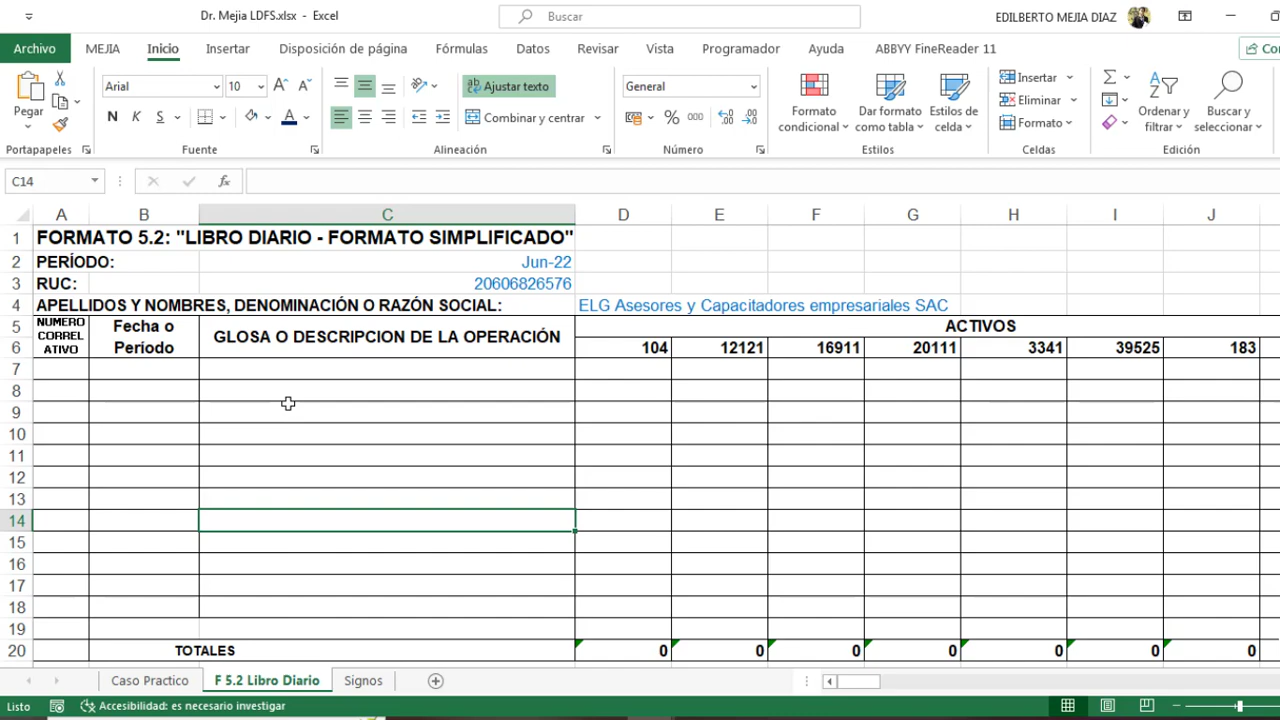 Dr. Mejia LDFS.xlsx - Excel
Buscar
EDILBERTO MEJIA DIAZ
Archivo MEJIA Inicio Insertar Disposición de página Fórmulas Datos Revisar Vista Programador Ayuda ABBYY FineReader 11
Pegar
Portapapeles
Arial 10
N K S
Fuente
Ajustar texto
Combinar y centrar
Alineación
General
% 000
Número
Formato condicional
Dar formato como tabla
Estilos de celda
Estilos
Insertar
Eliminar
Formato
Celdas
Ordenar y filtrar
Buscar y seleccionar
Edición
C14 fx
A B C D E F G H I J
1 FORMATO 5.2: "LIBRO DIARIO - FORMATO SIMPLIFICADO"
2 PERÍODO: Jun-22
3 RUC: 20606826576
4 APELLIDOS Y NOMBRES, DENOMINACIÓN O RAZÓN SOCIAL: ELG Asesores y Capacitadores empresariales SAC
5 NUMERO CORREL ATIVO Fecha o Período GLOSA O DESCRIPCION DE LA OPERACIÓN ACTIVOS
6 104 12121 16911 20111 3341 39525 183
7
8
9
10
11
12
13
14
15
16
17
18
19
20 TOTALES 0 0 0 0 0 0 0
Caso Practico F 5.2 Libro Diario Signos
Listo Accesibilidad: es necesario investigar